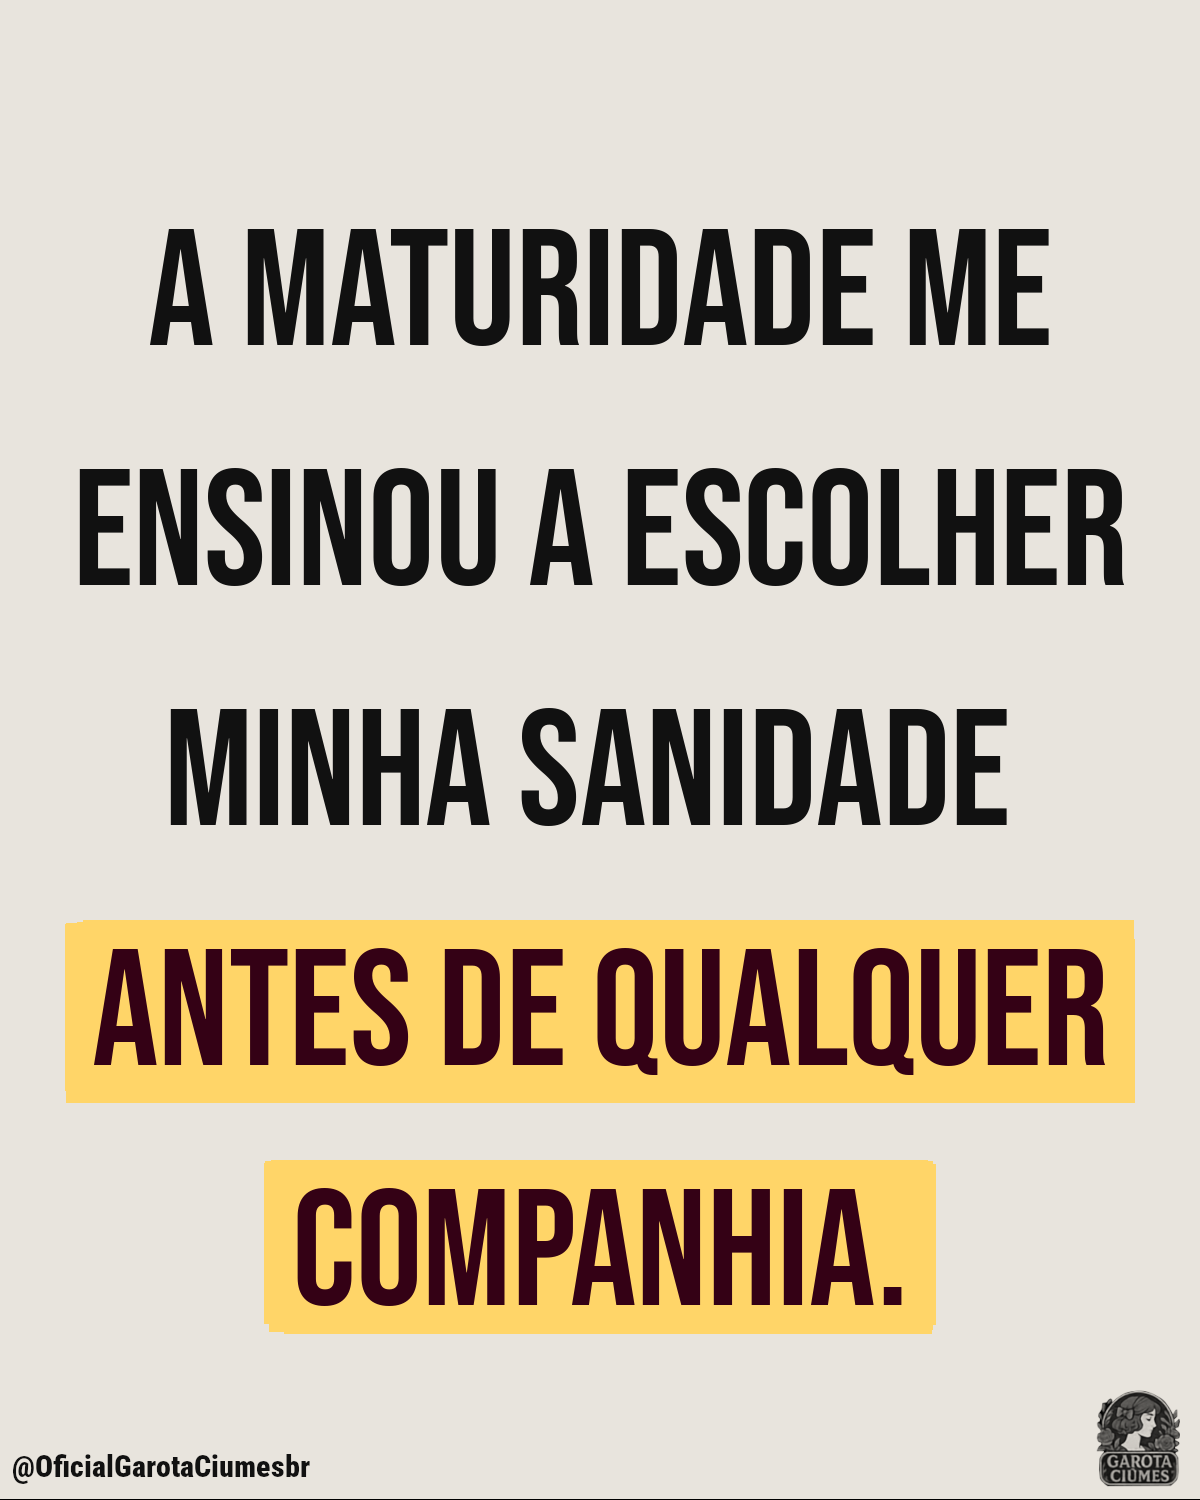 A MATURIDADE ME
ENSINOU A ESCOLHER
MINHA SANIDADE
ANTES DE QUALQUER
COMPANHIA.
@OficialGarotaCiumesbr
GAROTA
CIÚMES